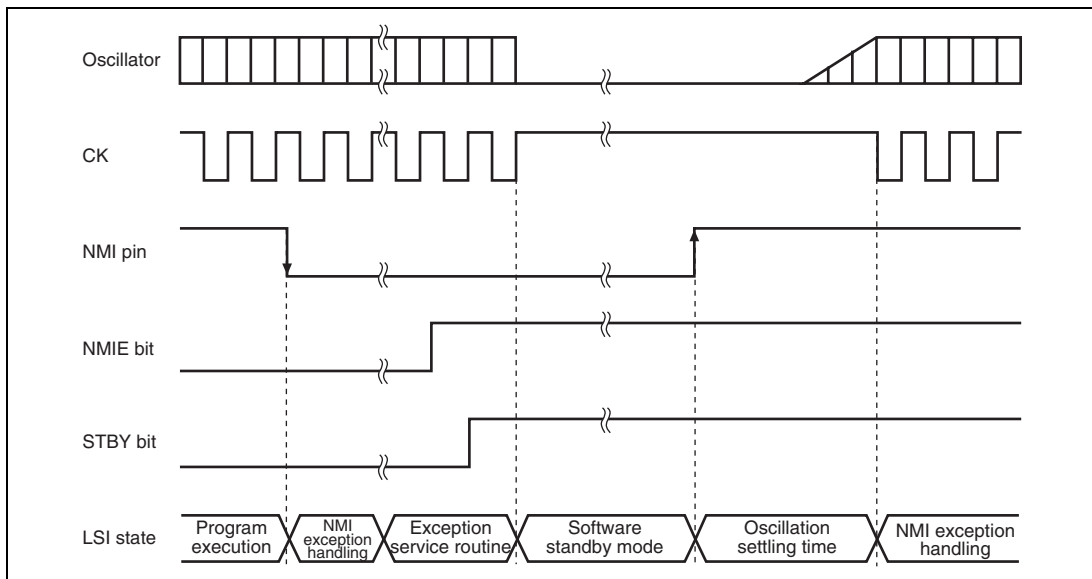 Oscillator
CK
NMI pin
NMIE bit
STBY bit
LSI state
Program
execution
NMI
exception
handling
Exception
service routine
Software
standby mode
Oscillation
settling time
NMI exception
handling